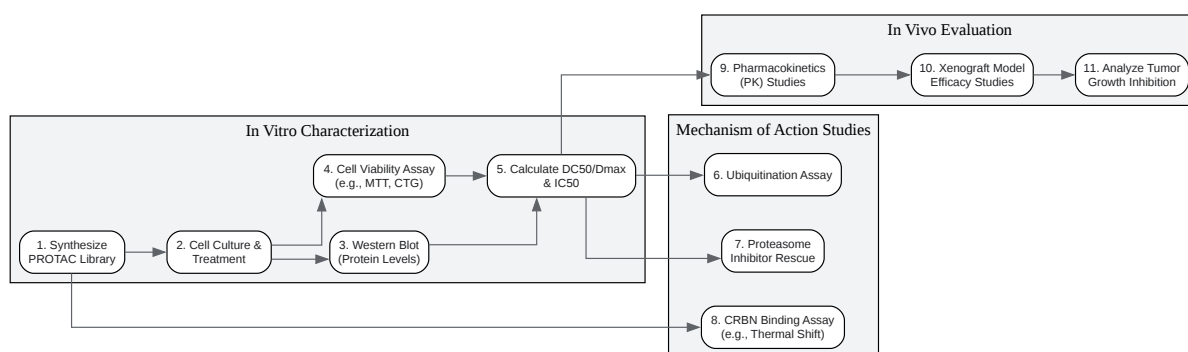 In Vivo Evaluation
9. Pharmacokinetics
(PK) Studies
10. Xenograft Model
Efficacy Studies
11. Analyze Tumor
Growth Inhibition
In Vitro Characterization
4. Cell Viability Assay
(e.g., MTT, CTG)
5. Calculate DC50/Dmax
& IC50
1. Synthesize
PROTAC Library
2. Cell Culture &
Treatment
3. Western Blot
(Protein Levels)
Mechanism of Action Studies
6. Ubiquitination Assay
7. Proteasome
Inhibitor Rescue
8. CRBN Binding Assay
(e.g., Thermal Shift)